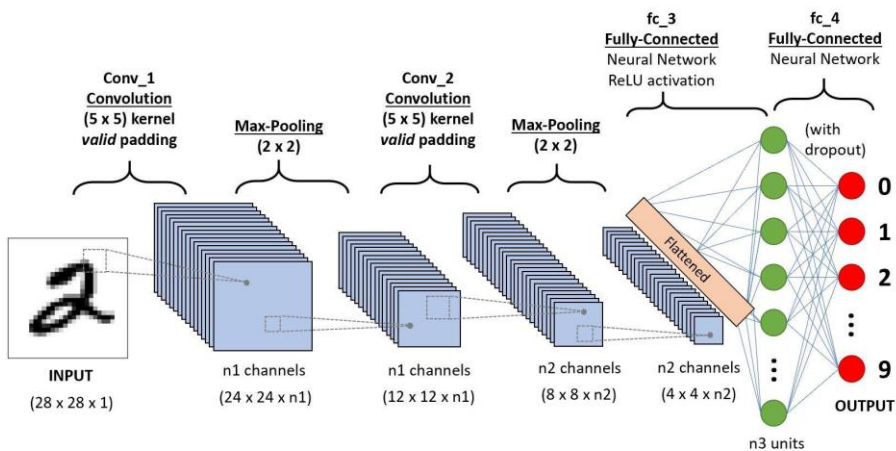 fc_3
Fully-Connected
Neural Network
ReLU activation
fc_4
Fully-Connected
Neural Network
Conv_1
Convolution
(5 x 5) kernel
valid padding
Max-Pooling
(2 x 2)
Conv_2
Convolution
(5 x 5) kernel
valid padding
Max-Pooling
(2 x 2)
(with
dropout)
Flattened
0
1
2
9
2
INPUT
(28 x 28 x 1)
n1 channels
(24 x 24 x n1)
n1 channels
(12 x 12 x n1)
n2 channels
(8 x 8 x n2)
n2 channels
(4 x 4 x n2)
OUTPUT
n3 units